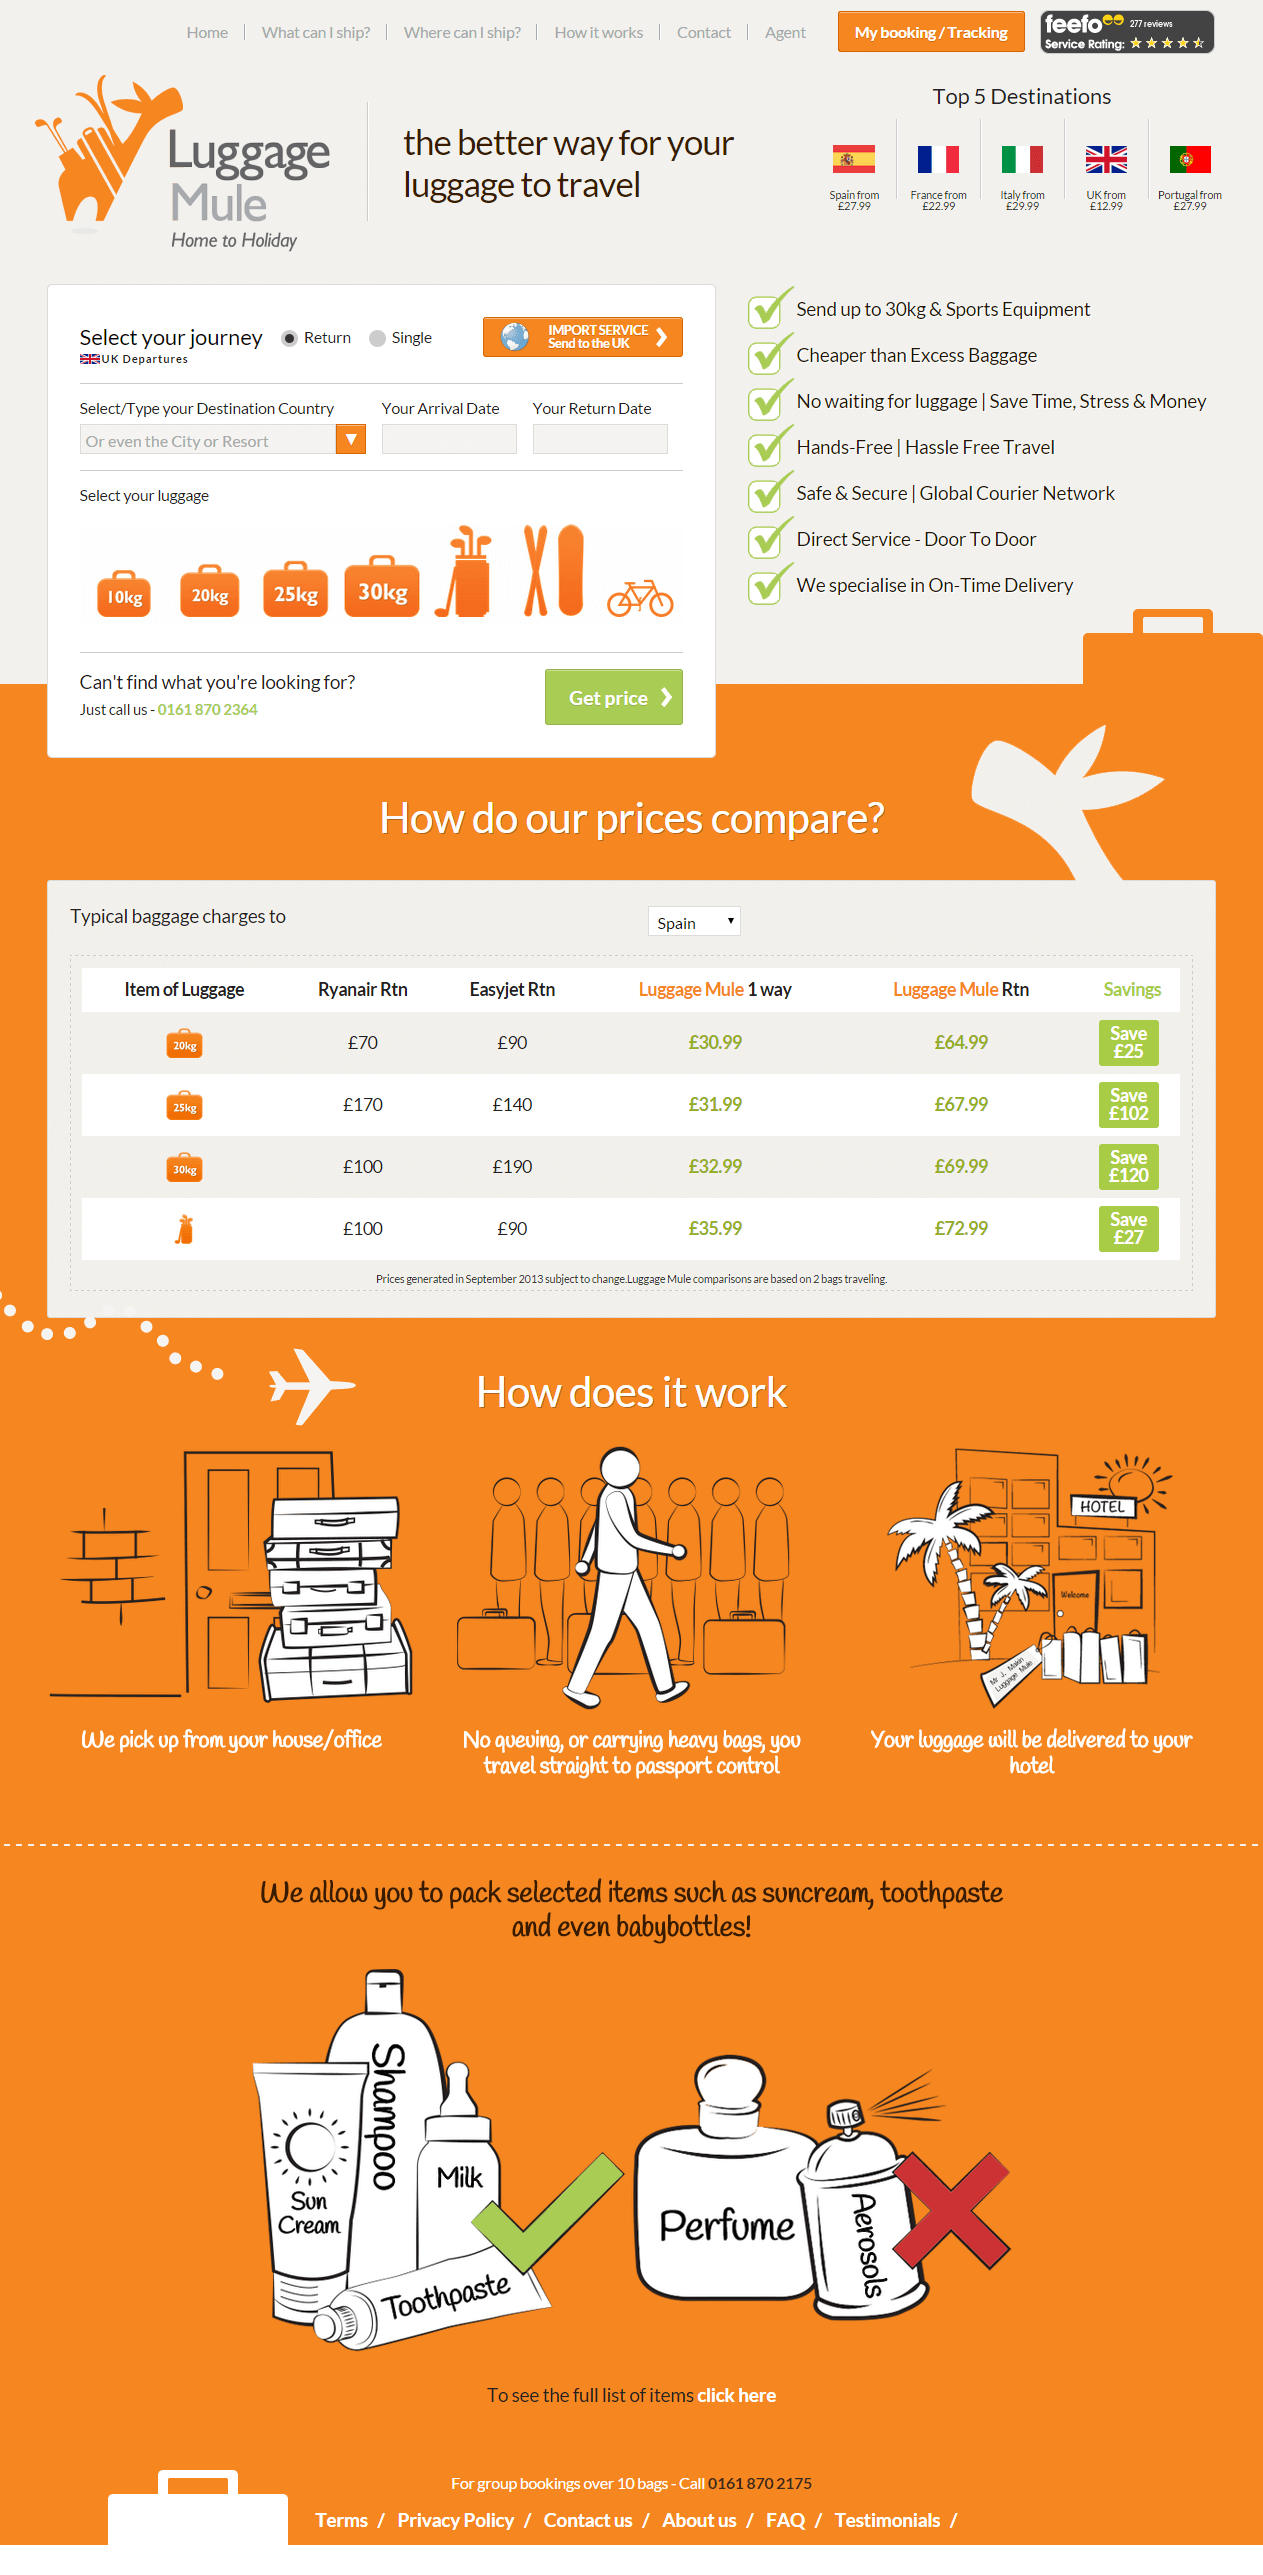 Home
What can I ship?
Where can I ship?
How it works
Contact
Agent
My booking / Tracking
feefo 277 reviews
Service Rating:
Luggage
Mule
Home to Holiday
the better way for your
luggage to travel
Top 5 Destinations
Spain from
£27.99
France from
£22.99
Italy from
£29.99
UK from
£12.99
Portugal from
£27.99
Select your journey
Return
Single
UK Departures
IMPORT SERVICE
Send to the UK
Select/Type your Destination Country
Your Arrival Date
Your Return Date
Or even the City or Resort
Select your luggage
10kg
20kg
25kg
30kg
Can't find what you're looking for?
Just call us - 0161 870 2364
Get price
Send up to 30kg & Sports Equipment
Cheaper than Excess Baggage
No waiting for luggage | Save Time, Stress & Money
Hands-Free | Hassle Free Travel
Safe & Secure | Global Courier Network
Direct Service - Door To Door
We specialise in On-Time Delivery
How do our prices compare?
Typical baggage charges to
Spain
Item of Luggage Ryanair Rtn Easyjet Rtn Luggage Mule 1 way Luggage Mule Rtn Savings
20kg £70 £90 £30.99 £64.99 Save £25
25kg £170 £140 £31.99 £67.99 Save £102
30kg £100 £190 £32.99 £69.99 Save £120
£100 £90 £35.99 £72.99 Save £27
Prices generated in September 2013 subject to change.Luggage Mule comparisons are based on 2 bags traveling.
How does it work
HOTEL
Welcome
Mr J. Makin
Luggage Mule
We pick up from your house/office
No queuing, or carrying heavy bags, you
travel straight to passport control
Your luggage will be delivered to your
hotel
We allow you to pack selected items such as suncream, toothpaste
and even babybottles!
Shampoo
Sun
Cream
Milk
Toothpaste
Perfume
Aerosols
To see the full list of items click here
For group bookings over 10 bags - Call 0161 870 2175
Terms / Privacy Policy / Contact us / About us / FAQ / Testimonials /